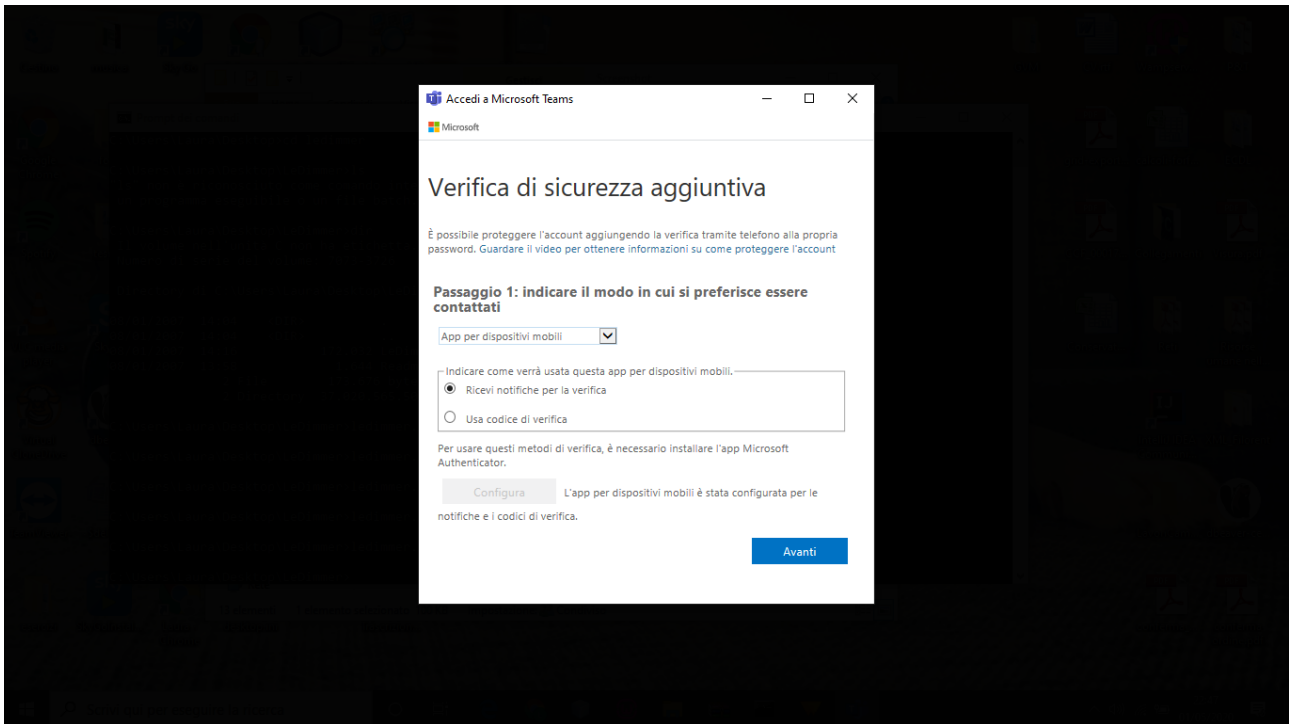 Accedi a Microsoft Teams
Microsoft
Verifica di sicurezza aggiuntiva
È possibile proteggere l'account aggiungendo la verifica tramite telefono alla propria
password. Guardare il video per ottenere informazioni su come proteggere l'account
Passaggio 1: indicare il modo in cui si preferisce essere
contattati
App per dispositivi mobili
Indicare come verrà usata questa app per dispositivi mobili.
Ricevi notifiche per la verifica
Usa codice di verifica
Per usare questi metodi di verifica, è necessario installare l'app Microsoft
Authenticator.
Configura L'app per dispositivi mobili è stata configurata per le
notifiche e i codici di verifica.
Avanti